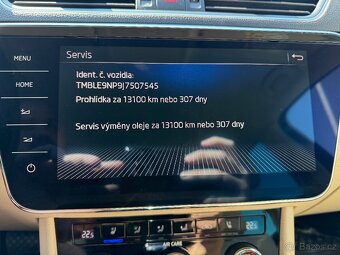 MENU
HOME
Servis
Ident. č. vozidla:
TMBLE9NP9J7507545
Prohlídka za 13100 km nebo 307 dny
Servis výměny oleje za 13100 km nebo 307 dny
22.5
22.5
AIR CARE